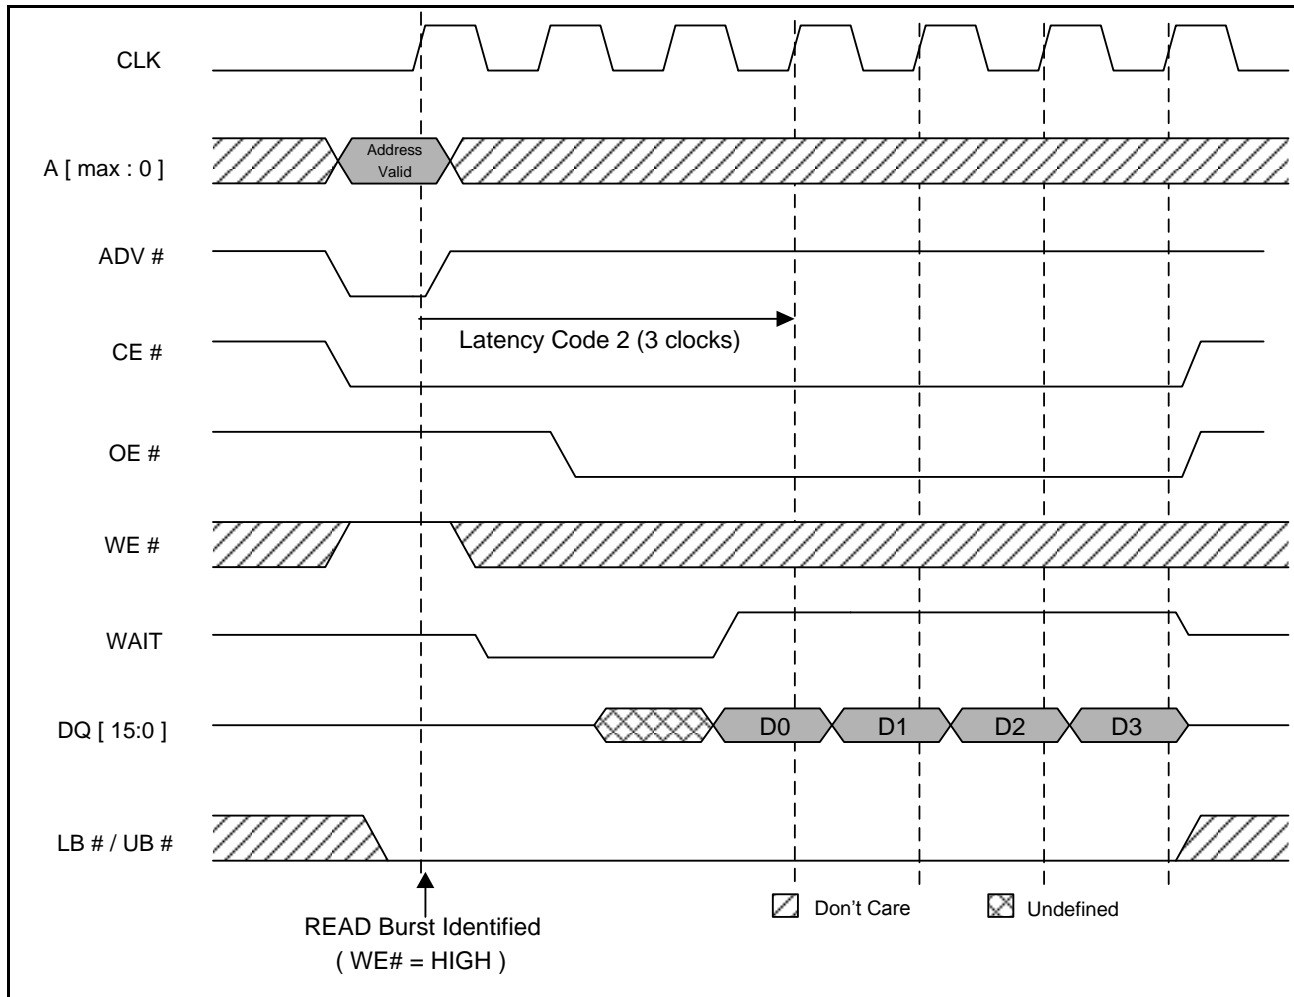 CLK
A [ max : 0 ]
Address
Valid
ADV #
Latency Code 2 (3 clocks)
CE #
OE #
WE #
WAIT
DQ [ 15:0 ]
D0
D1
D2
D3
LB # / UB #
READ Burst Identified
( WE# = HIGH )
Don't Care
Undefined